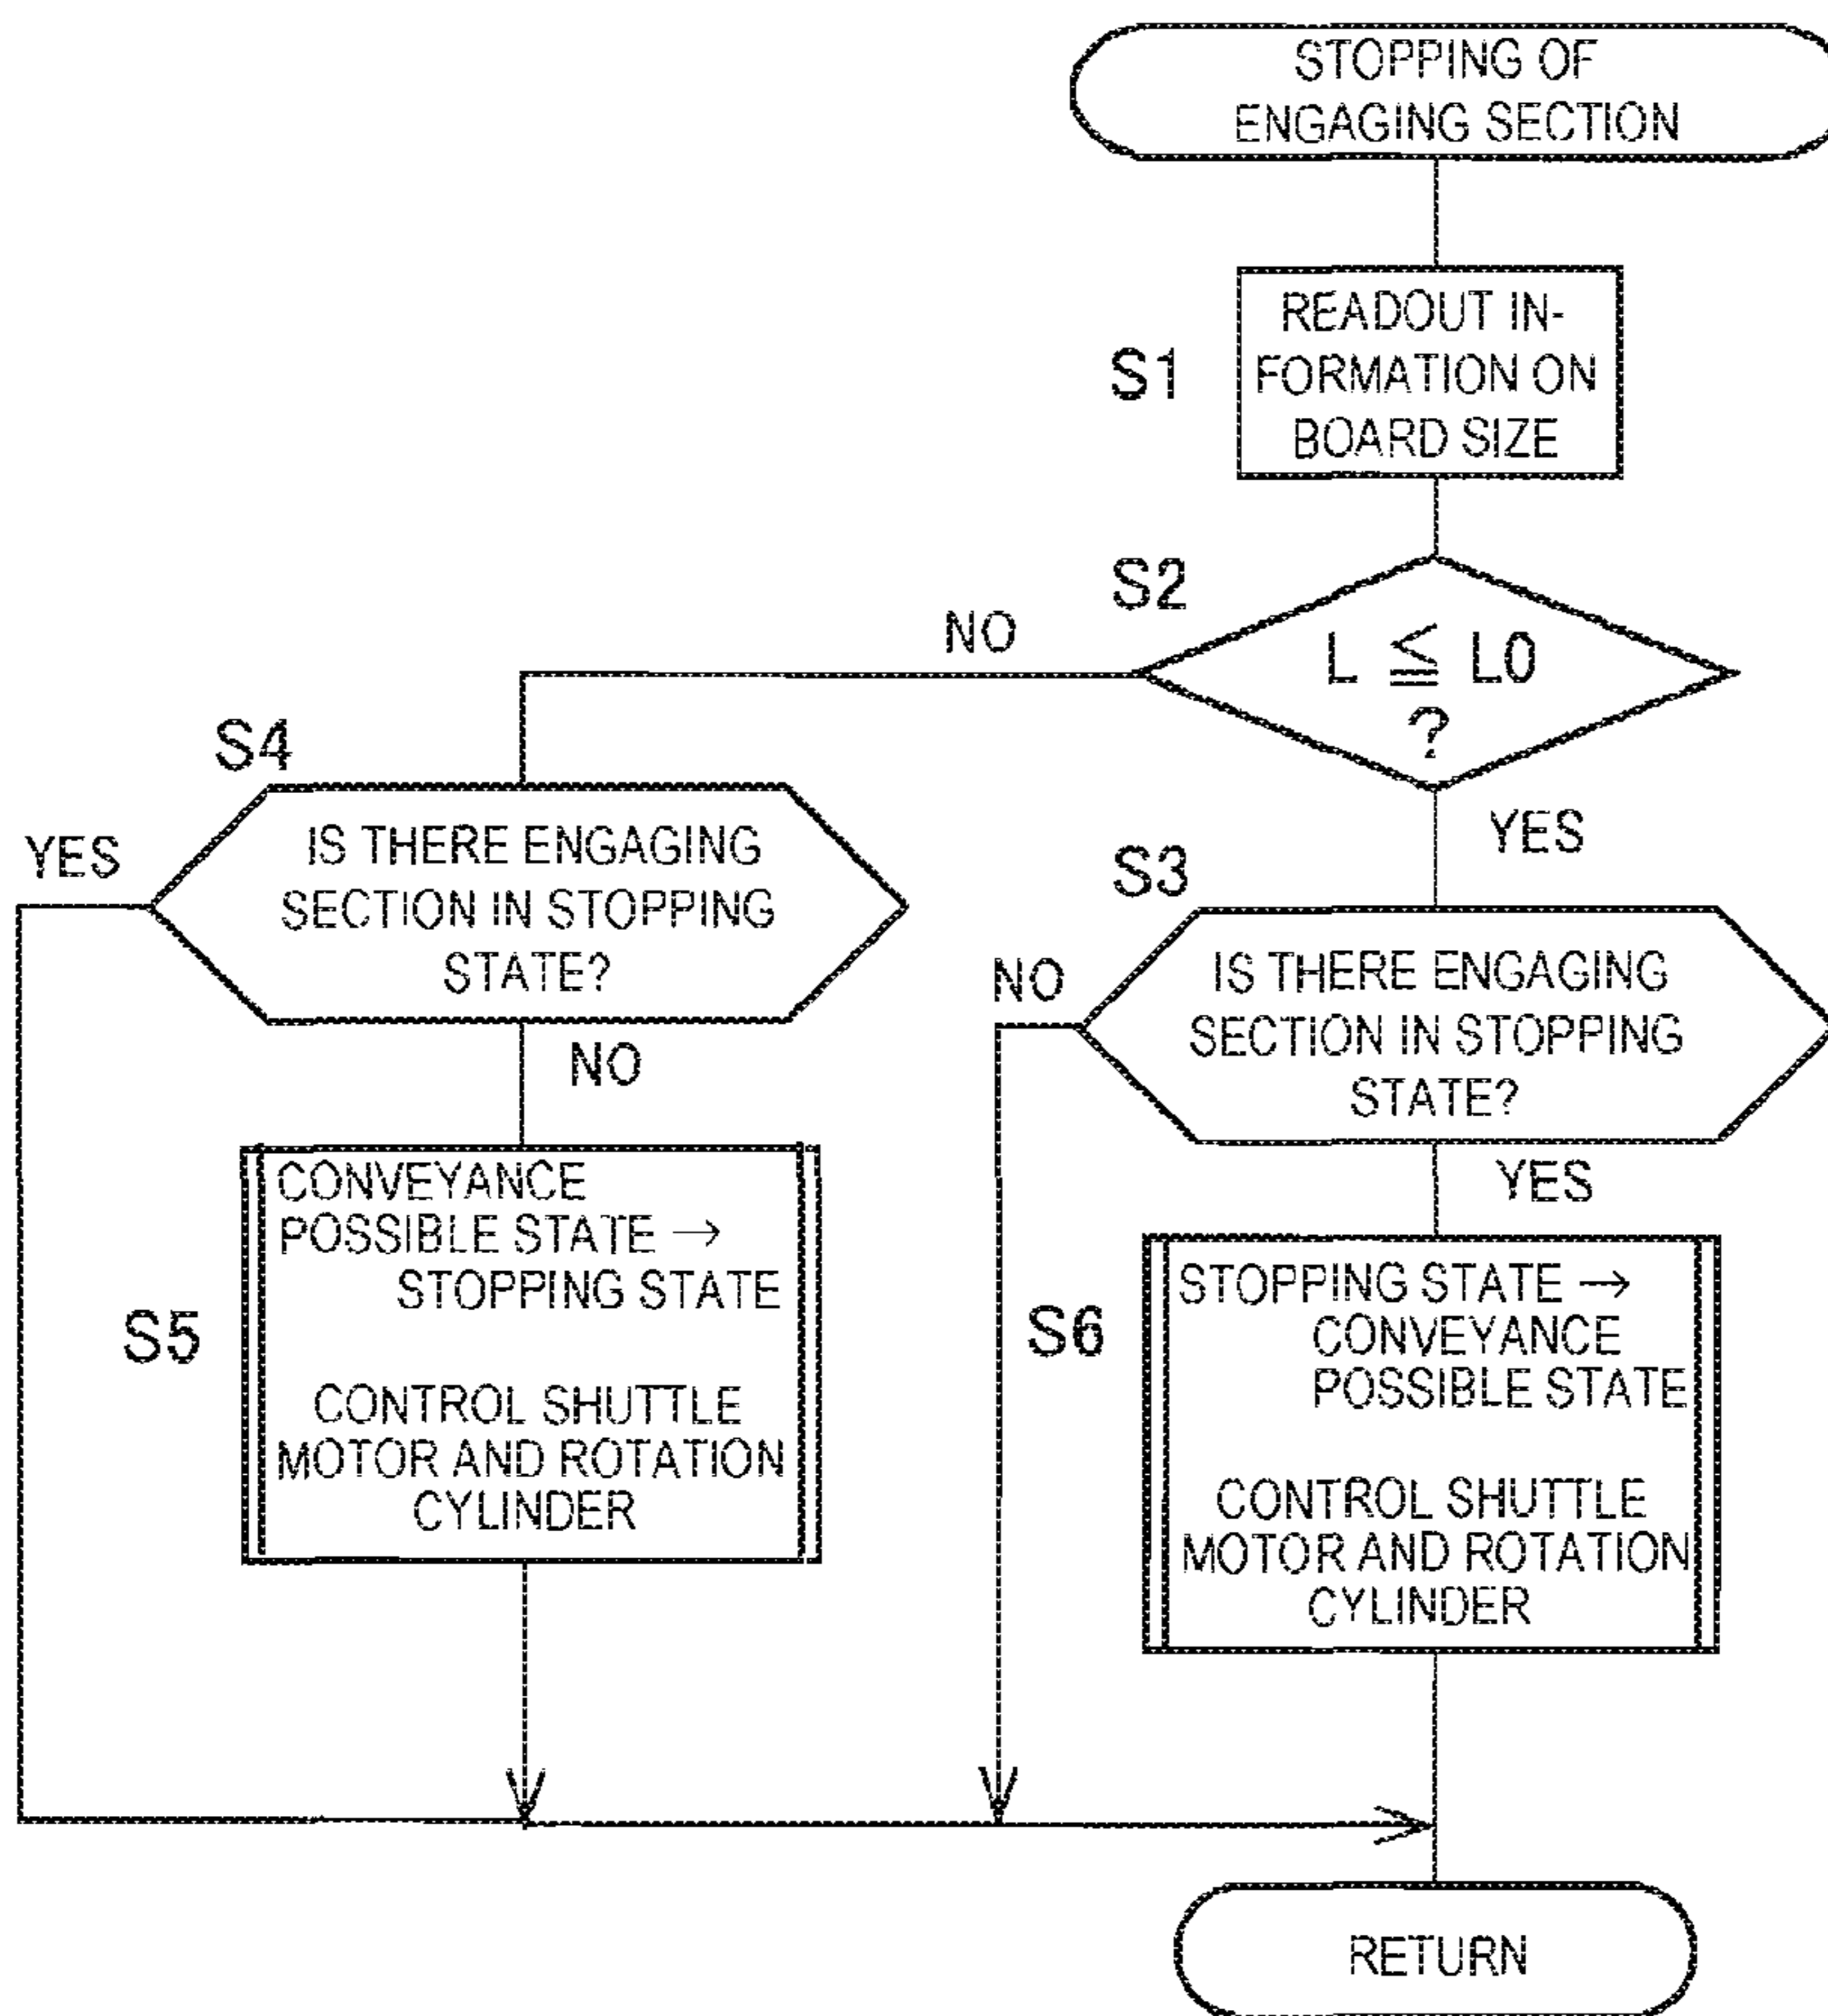 STOPPING OF
ENGAGING SECTION
S1
READOUT IN-
FORMATION ON
BOARD SIZE
S2
L ≦ L0
?
NO
YES
S4
IS THERE ENGAGING
SECTION IN STOPPING
STATE?
YES
NO
S3
IS THERE ENGAGING
SECTION IN STOPPING
STATE?
NO
YES
S5
CONVEYANCE
POSSIBLE STATE →
STOPPING STATE
CONTROL SHUTTLE
MOTOR AND ROTATION
CYLINDER
S6
STOPPING STATE →
CONVEYANCE
POSSIBLE STATE
CONTROL SHUTTLE
MOTOR AND ROTATION
CYLINDER
RETURN